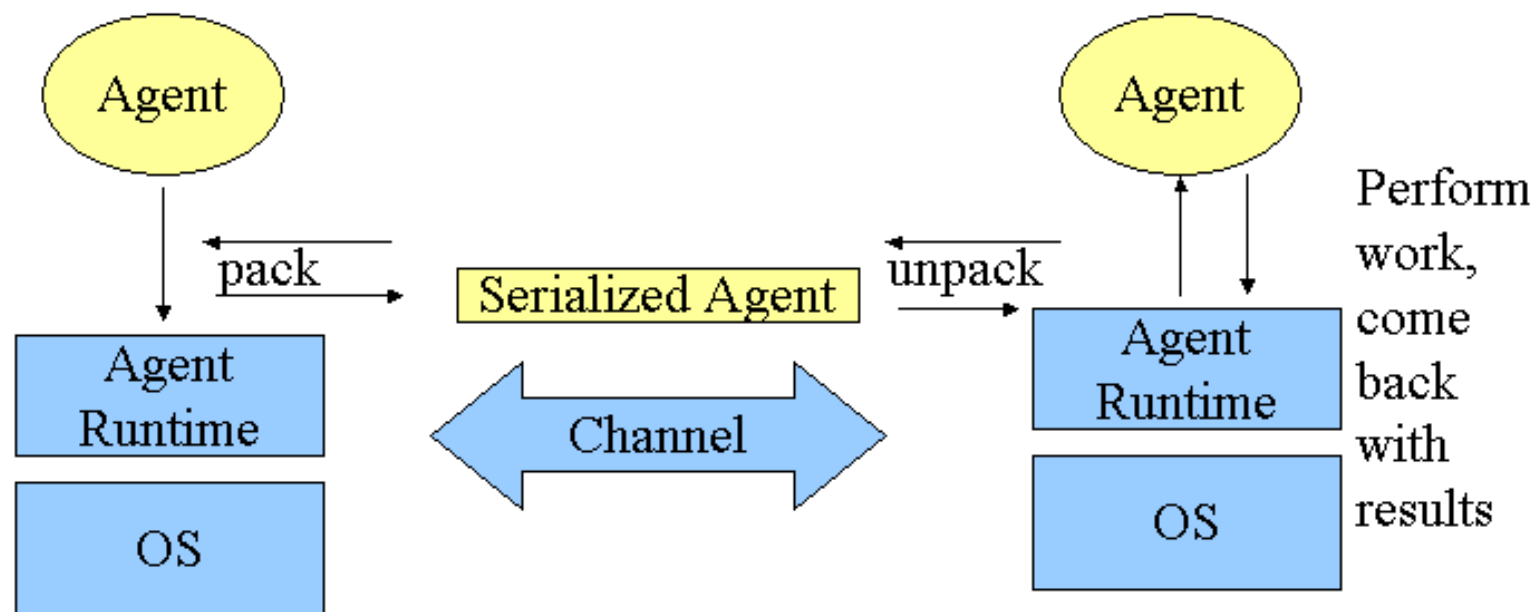 Agent
Agent
pack
Serialized Agent
unpack
Agent
Runtime
Channel
Agent
Runtime
OS
OS
Perform
work,
come
back
with
results